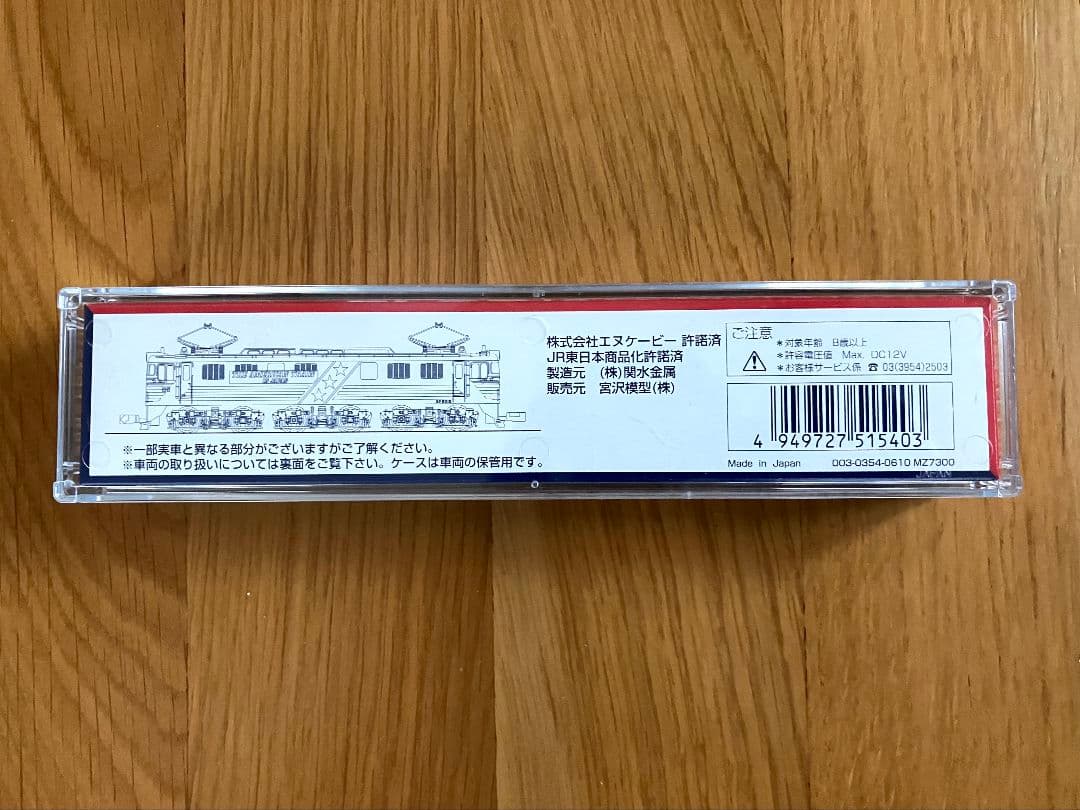 THE AMERICAN TRAIN
株式会社エヌケービー 許諾済
JR東日本商品化許諾済
製造元 (株)関水金属
販売元 宮沢模型(株)
ご注意
*対象年齢 8歳以上
*許容電圧値 Max. DC12V
*お客様サービス係 ☎ 03(3954)2503
4 949727 515403
Made in Japan 003-0354-0610 MZ7300
※一部実車と異なる部分がございますがご了解ください。
※車両の取り扱いについては裏面をご覧下さい。ケースは車両の保管用です。
JAPAN